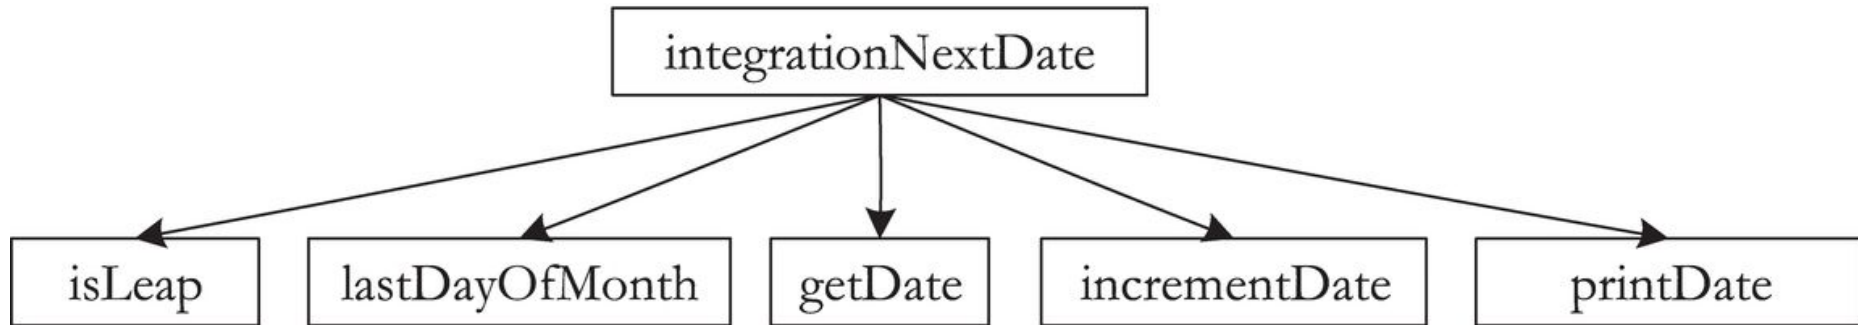 integrationNextDate
isLeap
lastDayOfMonth
getDate
incrementDate
printDate